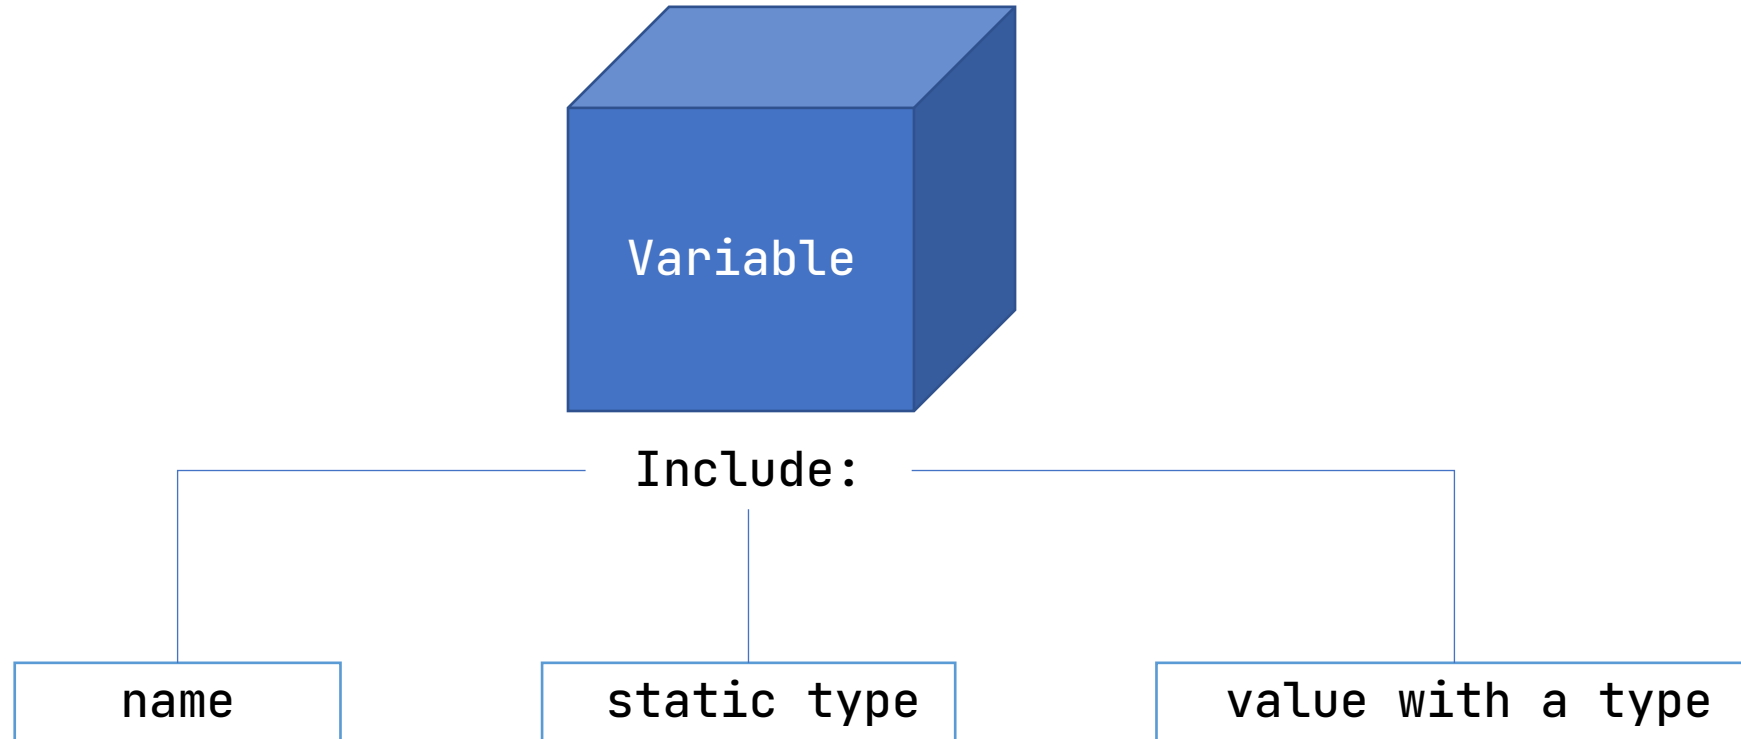 Variable
Include:
name
static type
value with a type